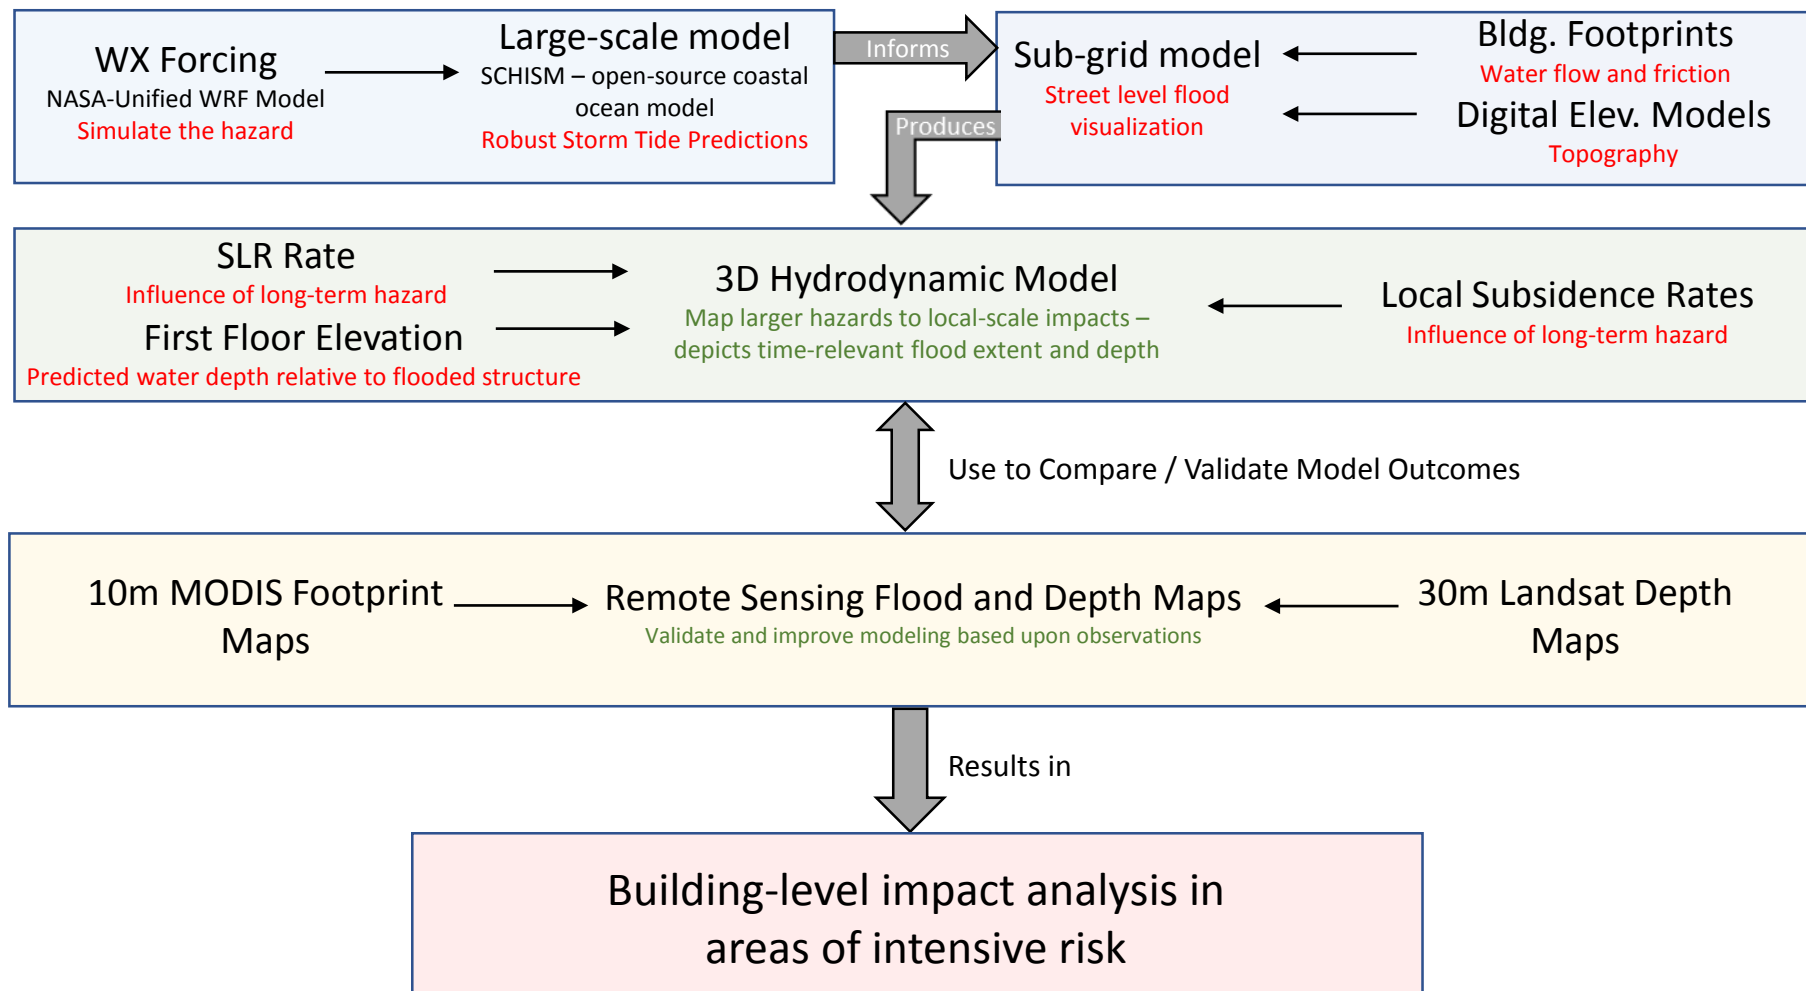 WX Forcing
NASA-Unified WRF Model
Simulate the hazard
Large-scale model
SCHISM – open-source coastal
ocean model
Robust Storm Tide Predictions
Informs
Produces
Sub-grid model
Street level flood
visualization
Bldg. Footprints
Water flow and friction
Digital Elev. Models
Topography
SLR Rate
Influence of long-term hazard
First Floor Elevation
Predicted water depth relative to flooded structure
3D Hydrodynamic Model
Map larger hazards to local-scale impacts –
depicts time-relevant flood extent and depth
Local Subsidence Rates
Influence of long-term hazard
Use to Compare / Validate Model Outcomes
10m MODIS Footprint
Maps
Remote Sensing Flood and Depth Maps
Validate and improve modeling based upon observations
30m Landsat Depth
Maps
Results in
Building-level impact analysis in
areas of intensive risk